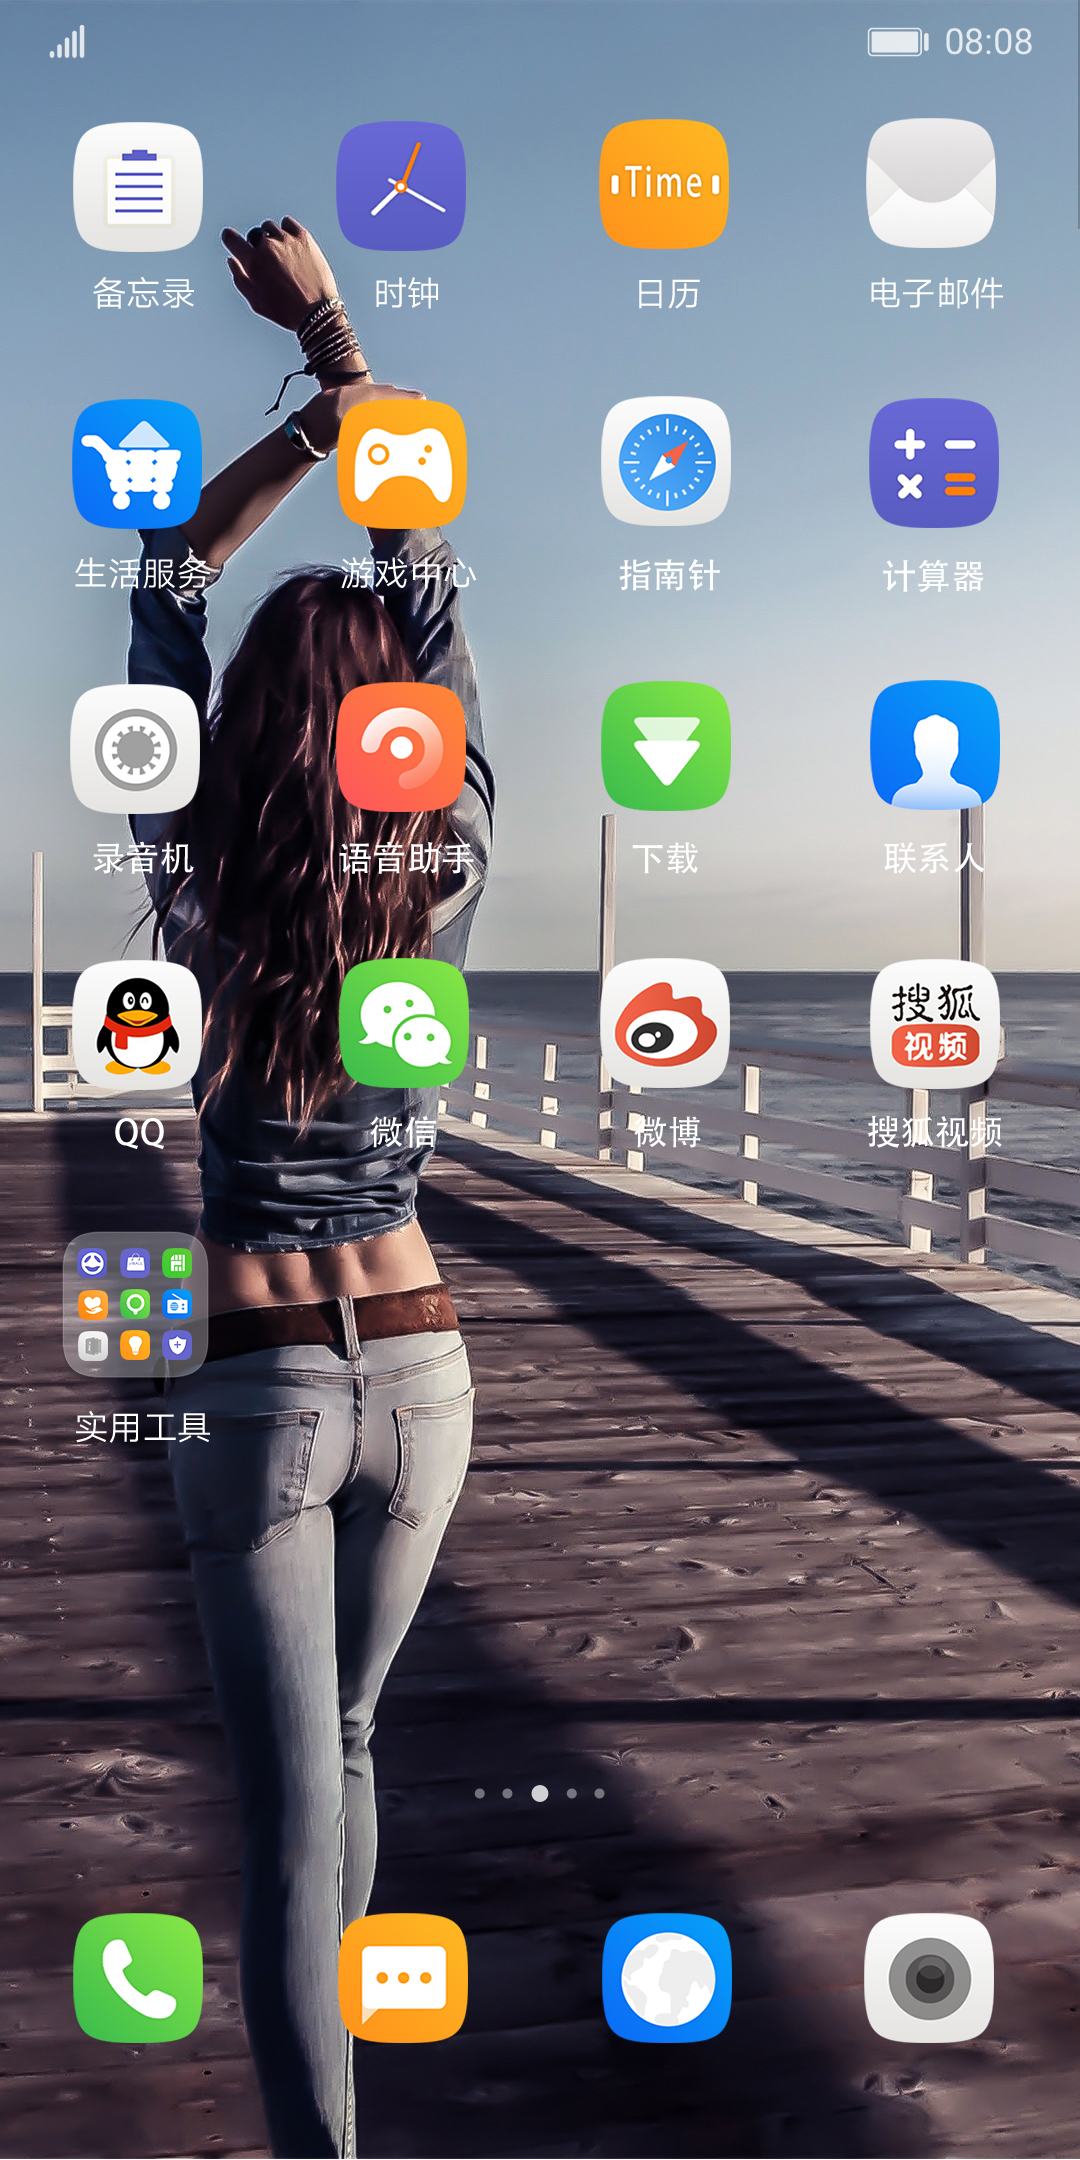 08:08
Time
备忘录
时钟
日历
电子邮件
生活服务
游戏中心
指南针
计算器
录音机
语音助手
下载
联系人
搜狐
视频
QQ
微信
微博
搜狐视频
实用工具